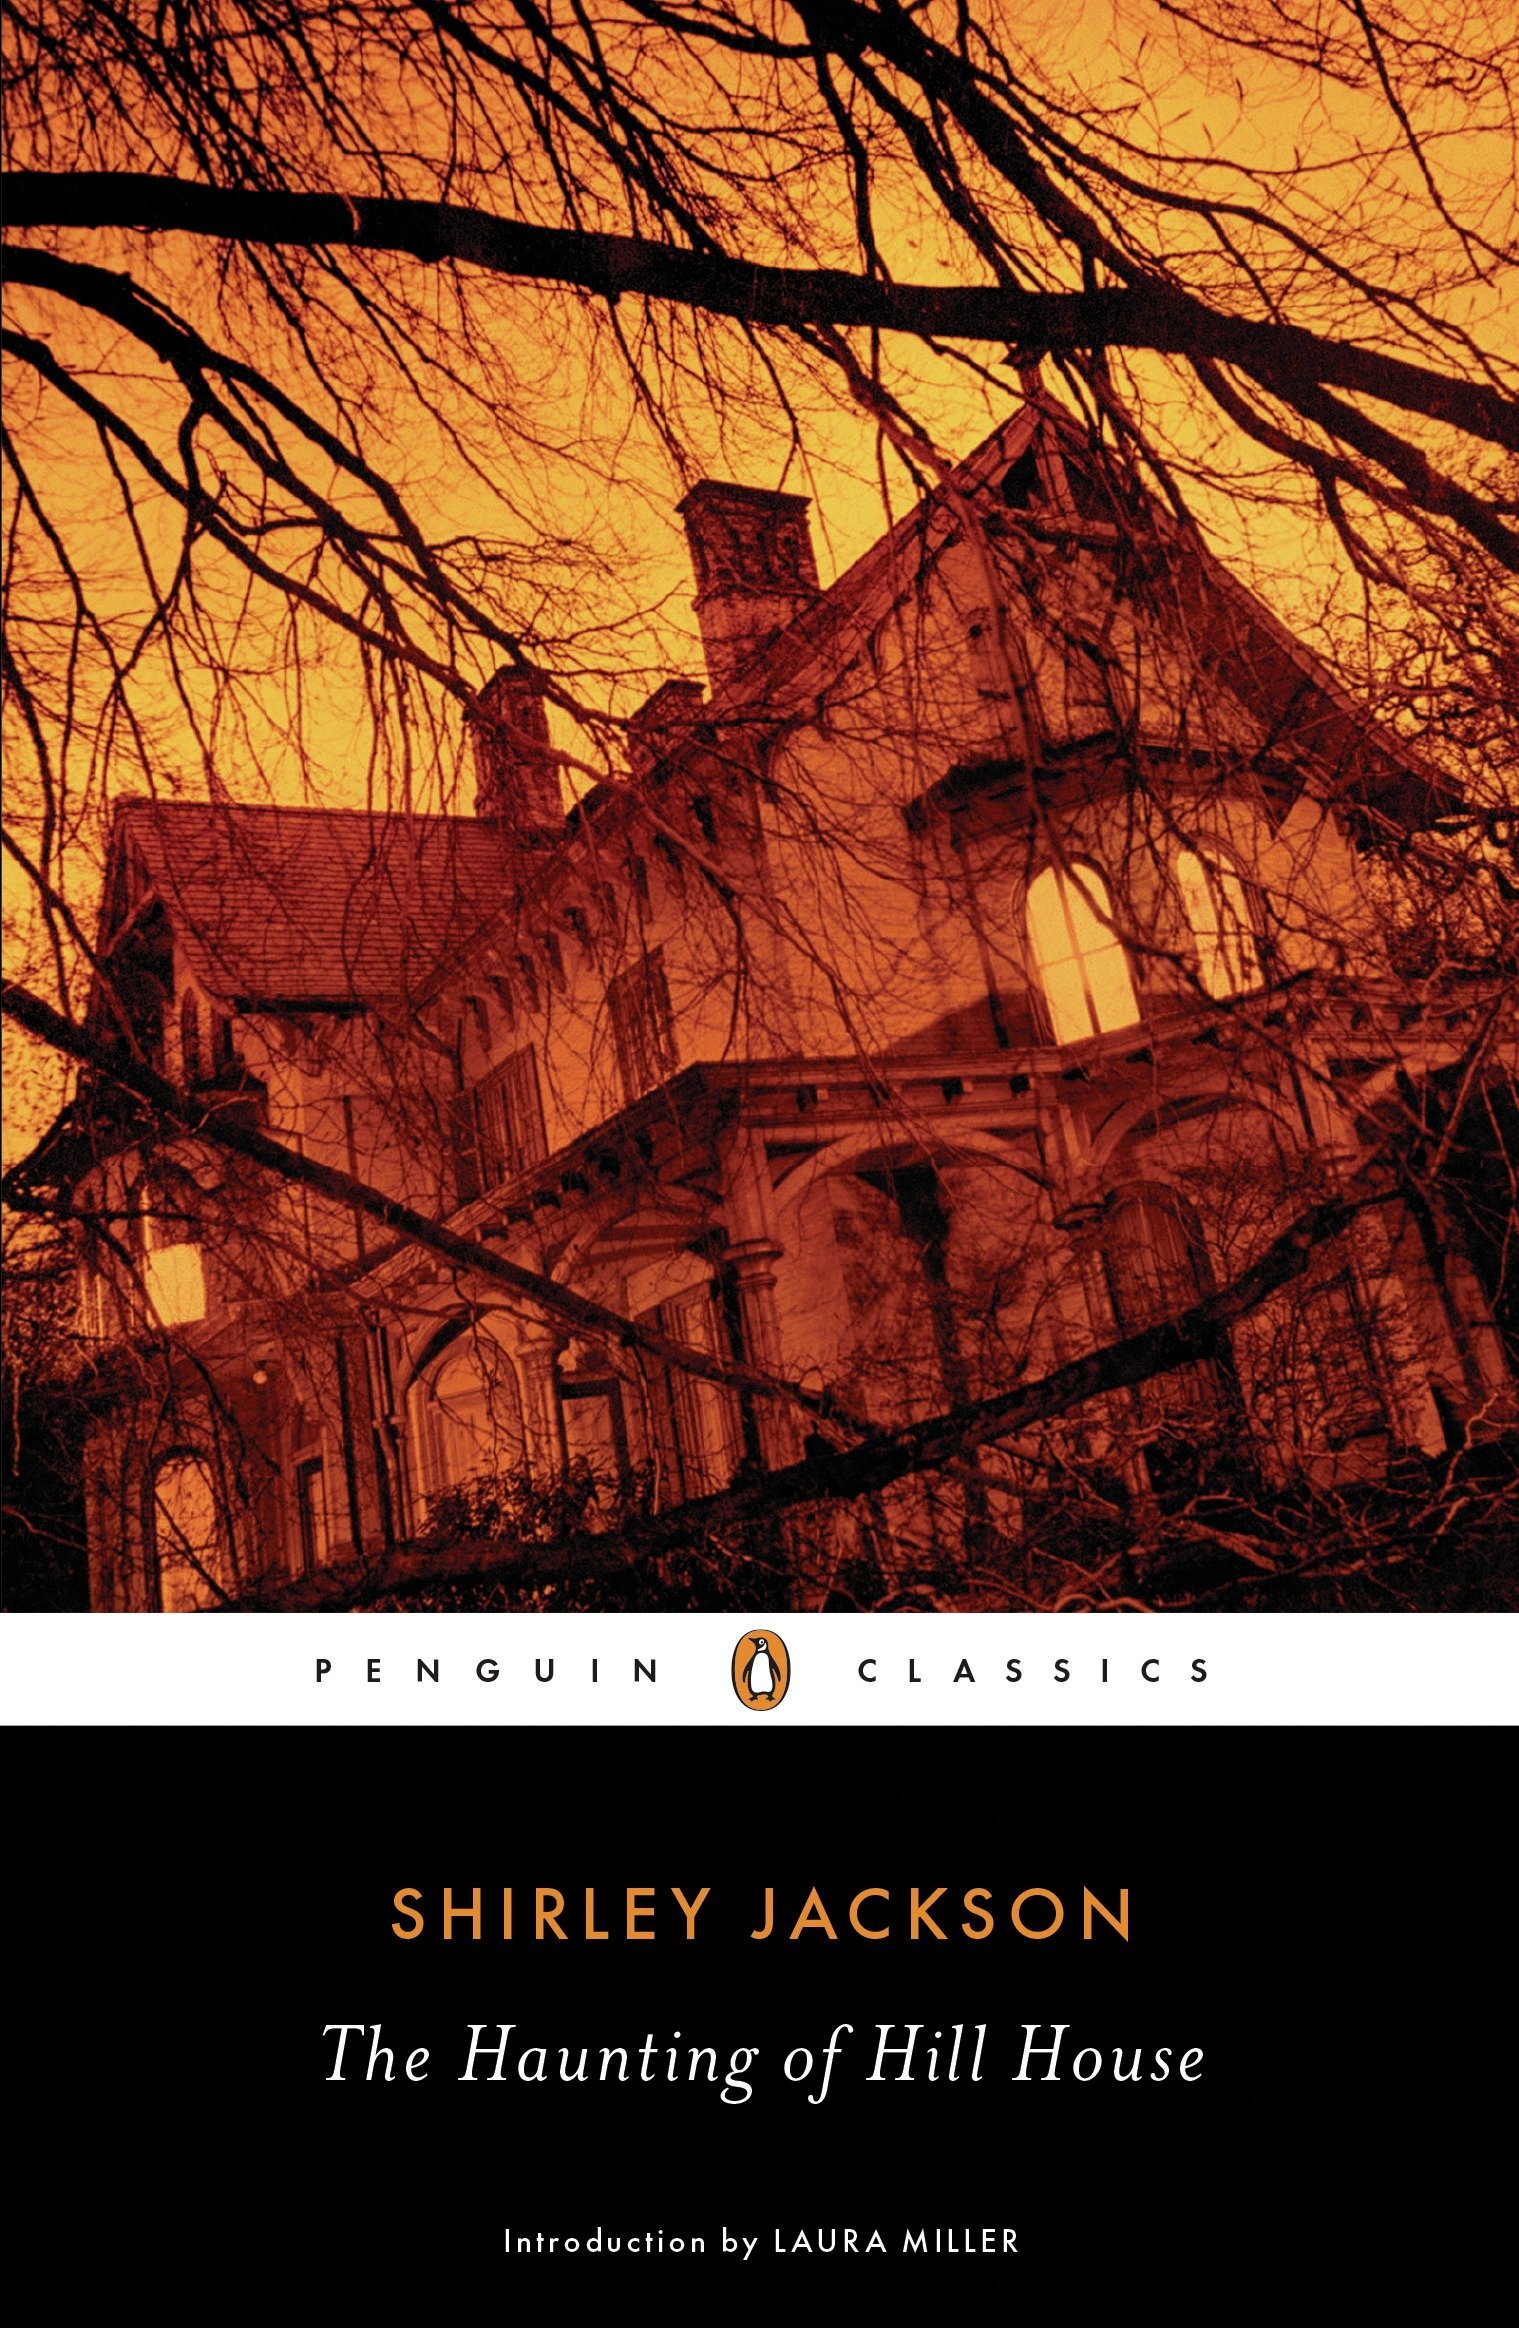 PENGUIN CLASSICS
SHIRLEY JACKSON
The Haunting of Hill House
Introduction by LAURA MILLER